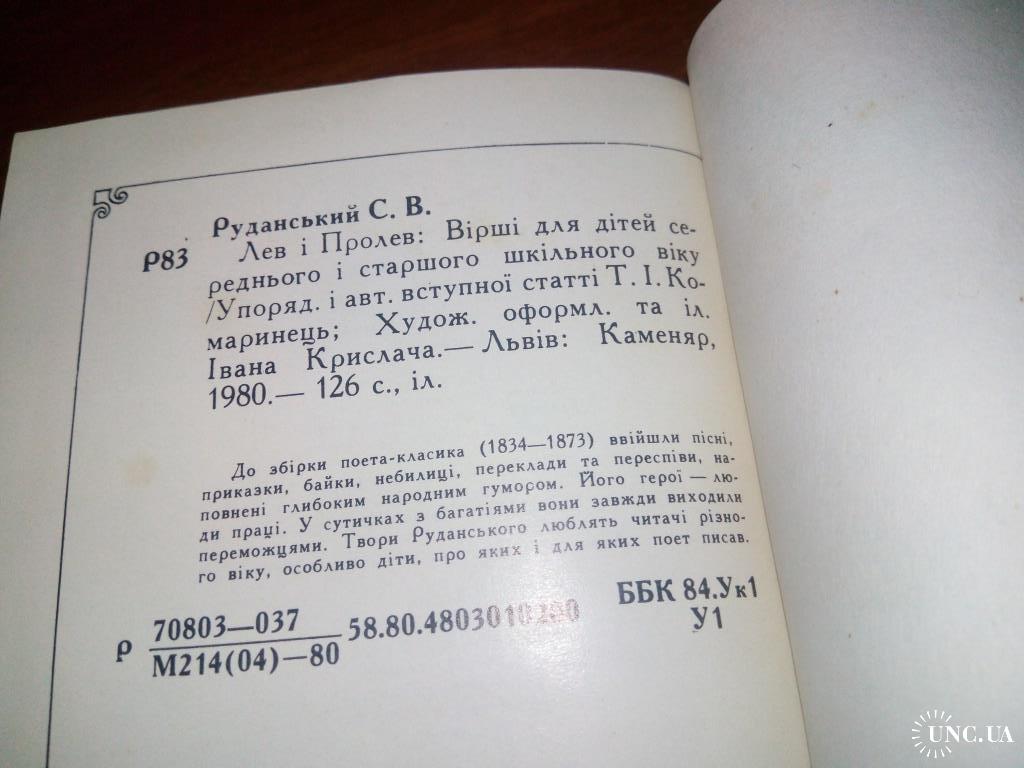 Руданський С. В.
Р83
Лев і Пролев: Вірші для дітей се-
реднього і старшого шкільного віку
/Упоряд. і авт. вступної статті Т. І. Ко-
маринець; Худож. оформл. та іл.
Івана Крислача.— Львів: Каменяр,
1980.— 126 с., іл.
До збірки поета-класика (1834—1873) ввійшли пісні,
приказки, байки, небилиці, переклади та переспіви, на-
повнені глибоким народним гумором. Його герої — лю-
ди праці. У сутичках з багатіями вони завжди виходили
переможцями. Твори Руданського люблять читачі різно-
го віку, особливо діти, про яких і для яких поет писав.
р 70803—037 58.80.4803010200
М214(04)—80
ББК 84.Ук1
У1
UNC.UA